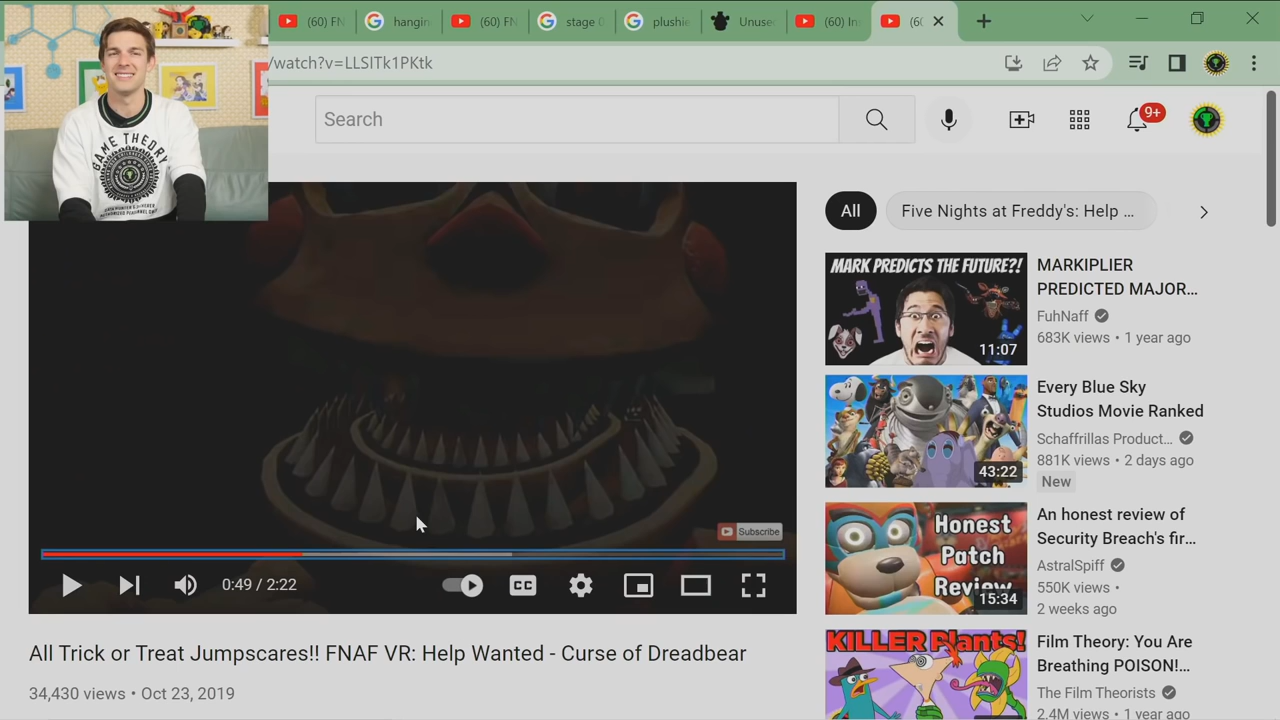 (60) FN
hangin
(60) FN
stage 0
plushie
Unuse
(60) In
(60
/watch?v=LLSITk1PKtk
Search
9+
GAME THEORY
All
Five Nights at Freddy's: Help ...
MARK PREDICTS THE FUTURE?!
11:07
MARKIPLIER
PREDICTED MAJOR...
FuhNaff
683K views • 1 year ago
43:22
Every Blue Sky
Studios Movie Ranked
Schaffrillas Product...
881K views • 2 days ago
New
Honest
Patch
Review
15:34
An honest review of
Security Breach's fir...
AstralSpiff
550K views •
2 weeks ago
KILLER Plants!
Film Theory: You Are
Breathing POISON!...
The Film Theorists
2.4M views • 1 year ago
Subscribe
0:49 / 2:22
CC
All Trick or Treat Jumpscares!! FNAF VR: Help Wanted - Curse of Dreadbear
34,430 views • Oct 23, 2019